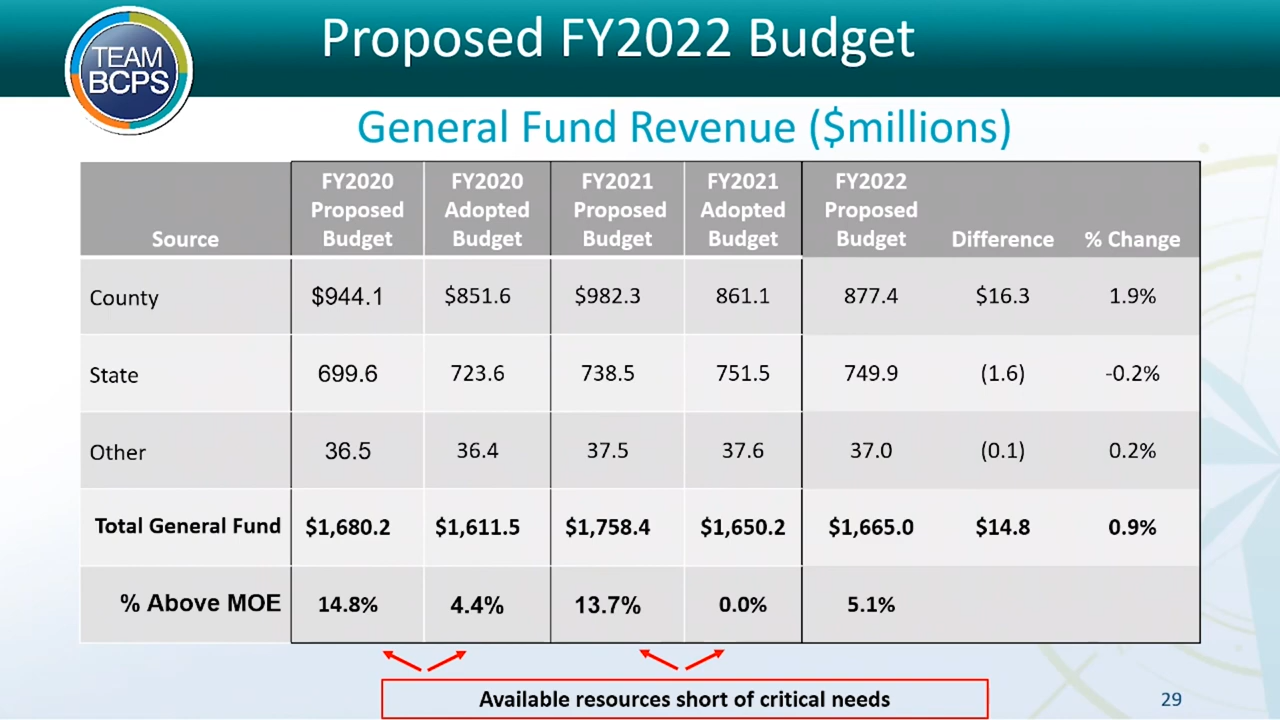 TEAM
BCPS
Proposed FY2022 Budget
General Fund Revenue ($millions)
Source FY2020 Proposed Budget FY2020 Adopted Budget FY2021 Proposed Budget FY2021 Adopted Budget FY2022 Proposed Budget Difference % Change
County $944.1 $851.6 $982.3 861.1 877.4 $16.3 1.9%
State 699.6 723.6 738.5 751.5 749.9 (1.6) -0.2%
Other 36.5 36.4 37.5 37.6 37.0 (0.1) 0.2%
Total General Fund $1,680.2 $1,611.5 $1,758.4 $1,650.2 $1,665.0 $14.8 0.9%
% Above MOE 14.8% 4.4% 13.7% 0.0% 5.1%
Available resources short of critical needs
29